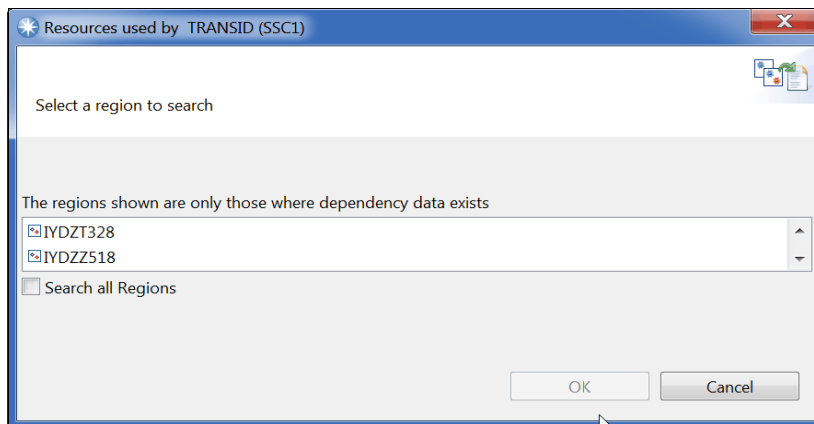 Resources used by TRANSID (SSC1)
Select a region to search
The regions shown are only those where dependency data exists
IYDZT328
IYDZZ518
Search all Regions
OK Cancel